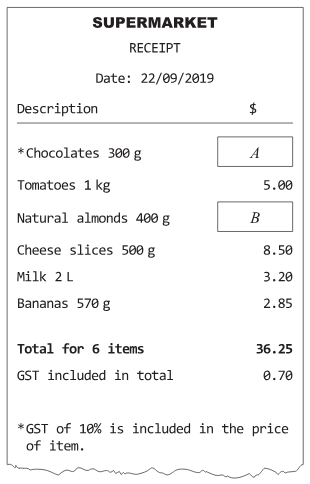 SUPERMARKET
RECEIPT
Date: 22/09/2019
Description $
*Chocolates 300 g A
Tomatoes 1 kg 5.00
Natural almonds 400 g B
Cheese slices 500 g 8.50
Milk 2 L 3.20
Bananas 570 g 2.85
Total for 6 items 36.25
GST included in total 0.70
*GST of 10% is included in the price
of item.